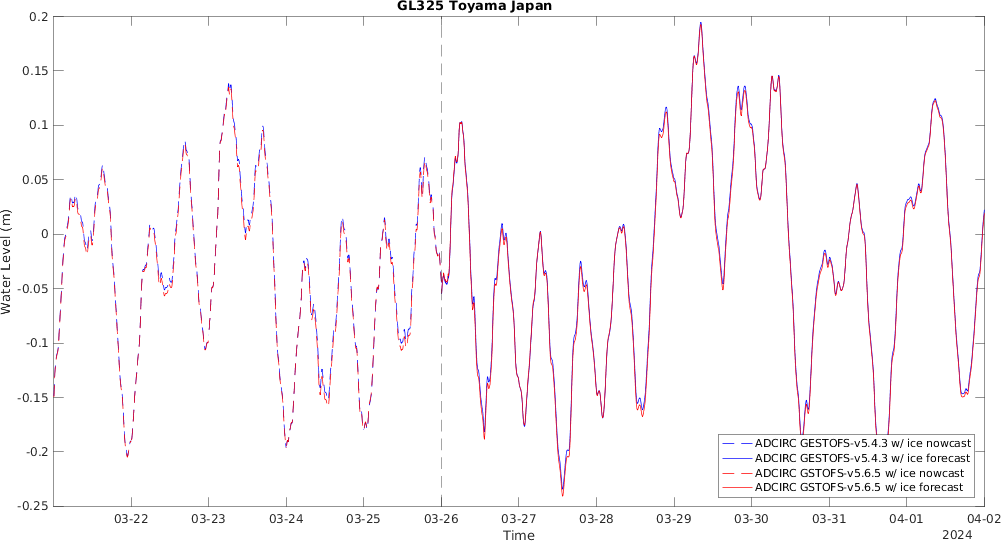 GL325 Toyama Japan
0.2
0.15
0.1
0.05
0
-0.05
-0.1
-0.15
-0.2
-0.25
Water Level (m)
ADCIRC GESTOFS-v5.4.3 w/ ice nowcast
ADCIRC GESTOFS-v5.4.3 w/ ice forecast
ADCIRC GSTOFS-v5.6.5 w/ ice nowcast
ADCIRC GSTOFS-v5.6.5 w/ ice forecast
03-22 03-23 03-24 03-25 03-26 03-27 03-28 03-29 03-30 03-31 04-01 04-02
Time
2024